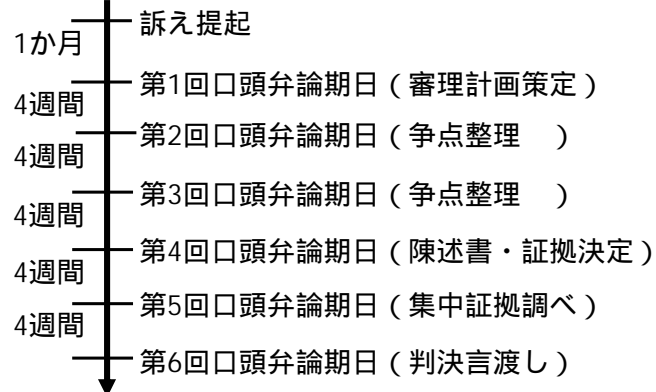 訴え提起
1か月
第1回口頭弁論期日(審理計画策定)
4週間
第2回口頭弁論期日(争点整理　)
4週間
第3回口頭弁論期日(争点整理　)
4週間
第4回口頭弁論期日(陳述書・証拠決定)
4週間
第5回口頭弁論期日(集中証拠調べ)
4週間
第6回口頭弁論期日(判決言渡し)